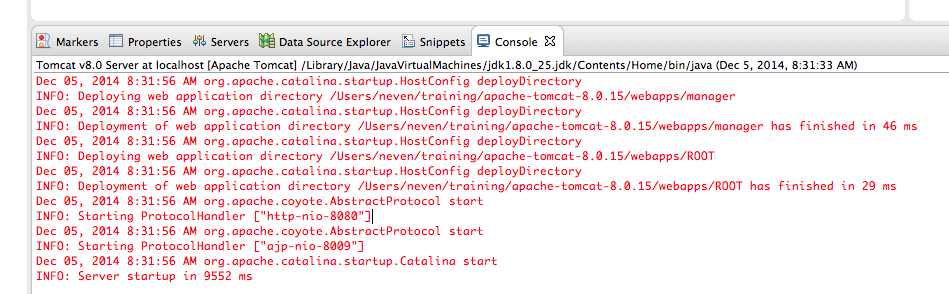 Markers Properties Servers Data Source Explorer Snippets Console
Tomcat v8.0 Server at localhost [Apache Tomcat] /Library/Java/JavaVirtualMachines/jdk1.8.0_25.jdk/Contents/Home/bin/java (Dec 5, 2014, 8:31:33 AM)
Dec 05, 2014 8:31:56 AM org.apache.catalina.startup.HostConfig deployDirectory
INFO: Deploying web application directory /Users/neven/training/apache-tomcat-8.0.15/webapps/manager
Dec 05, 2014 8:31:56 AM org.apache.catalina.startup.HostConfig deployDirectory
INFO: Deployment of web application directory /Users/neven/training/apache-tomcat-8.0.15/webapps/manager has finished in 46 ms
Dec 05, 2014 8:31:56 AM org.apache.catalina.startup.HostConfig deployDirectory
INFO: Deploying web application directory /Users/neven/training/apache-tomcat-8.0.15/webapps/ROOT
Dec 05, 2014 8:31:56 AM org.apache.catalina.startup.HostConfig deployDirectory
INFO: Deployment of web application directory /Users/neven/training/apache-tomcat-8.0.15/webapps/ROOT has finished in 29 ms
Dec 05, 2014 8:31:56 AM org.apache.coyote.AbstractProtocol start
INFO: Starting ProtocolHandler ["http-nio-8080"]
Dec 05, 2014 8:31:56 AM org.apache.coyote.AbstractProtocol start
INFO: Starting ProtocolHandler ["ajp-nio-8009"]
Dec 05, 2014 8:31:56 AM org.apache.catalina.startup.Catalina start
INFO: Server startup in 9552 ms